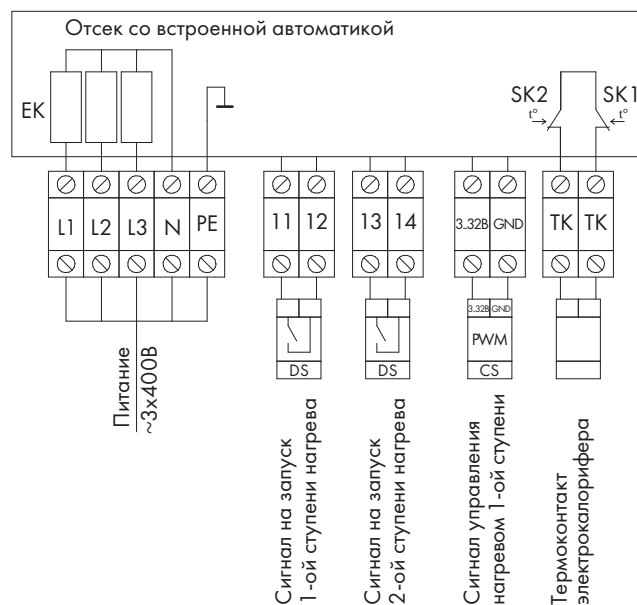 Отсек со встроенной автоматикой
EK
SK2
SK1
t°
t°
L1 L2 L3 N PE
11 12
13 14
3..32В GND
TK TK
3..32В GND
PWM
DS
DS
CS
Питание
~3х400В
Сигнал на запуск
1-ой ступени нагрева
Сигнал на запуск
2-ой ступени нагрева
Сигнал управления
нагревом 1-ой ступени
Термоконтакт
электрокалорифера